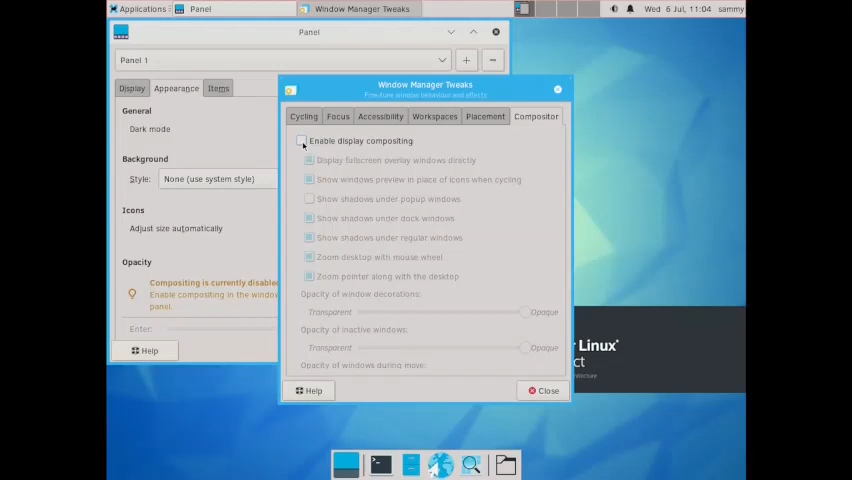 Applications
Panel
Window Manager Tweaks
Wed 6 Jul, 11:04
sammy
Panel
Panel 1
Display
Appearance
Items
General
Dark mode
Background
Style:
None (use system style)
Icons
Adjust size automatically
Opacity
Compositing is currently disabled
Enable compositing in the window
panel.
Enter:
Help
Window Manager Tweaks
Fine-tune window behaviour and effects
Cycling
Focus
Accessibility
Workspaces
Placement
Compositor
Enable display compositing
Display fullscreen overlay windows directly
Show windows preview in place of icons when cycling
Show shadows under popup windows
Show shadows under dock windows
Show shadows under regular windows
Zoom desktop with mouse wheel
Zoom pointer along with the desktop
Opacity of window decorations:
Transparent
Opaque
Opacity of inactive windows:
Transparent
Opaque
Opacity of windows during move:
Help
Close
Linux